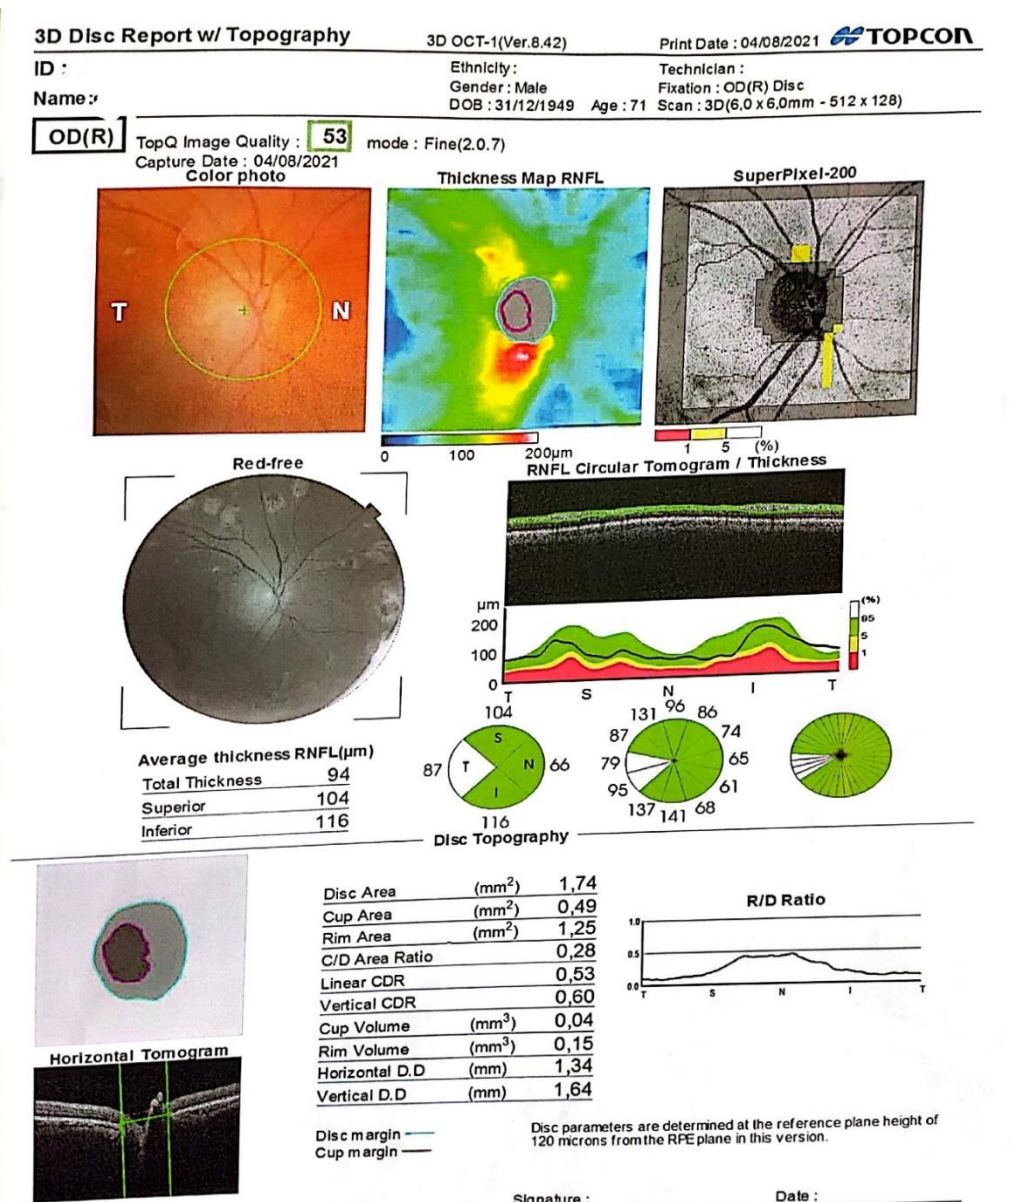 3D Disc Report w/ Topography 3D OCT-1(Ver.8.42) Print Date : 04/08/2021 TOPCON
ID : Ethnicity : Technician :
Gender : Male Fixation : OD(R) Disc
Name : DOB : 31/12/1949 Age : 71 Scan : 3D(6,0 x 6,0mm - 512 x 128)
OD(R) TopQ Image Quality : 53 mode : Fine(2.0.7)
Capture Date : 04/08/2021
Color photo Thickness Map RNFL SuperPixel-200
T N
0 100 200µm
1 5 (%)
Red-free
RNFL Circular Tomogram / Thickness
µm
200
100
0
T S N I T
(%)
95
5
1
104
87 T S N I 66
116
131 96 86
87 74
79 65
95 61
137 141 68
Average thickness RNFL(µm)
Total Thickness 94
Superior 104
Inferior 116
Disc Topography
Disc Area (mm²) 1,74
Cup Area (mm²) 0,49
Rim Area (mm²) 1,25
C/D Area Ratio 0,28
Linear CDR 0,53
Vertical CDR 0,60
Cup Volume (mm³) 0,04
Rim Volume (mm³) 0,15
Horizontal D.D (mm) 1,34
Vertical D.D (mm) 1,64
R/D Ratio
1.0
0.5
0.0
T S N I T
Horizontal Tomogram
Disc margin
Cup margin
Disc parameters are determined at the reference plane height of
120 microns from the RPE plane in this version.
Signature : Date :